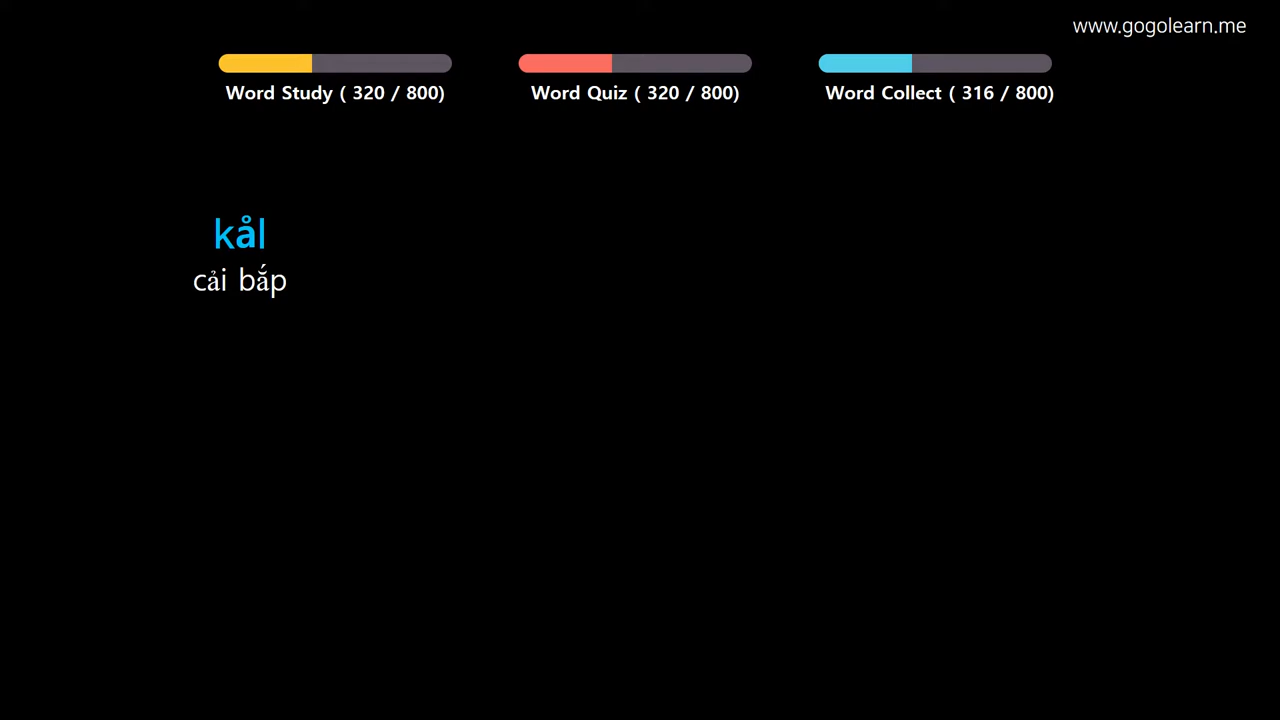 www.gogolearn.me
Word Study ( 320 / 800)
Word Quiz ( 320 / 800)
Word Collect ( 316 / 800)
kål
cải bắp